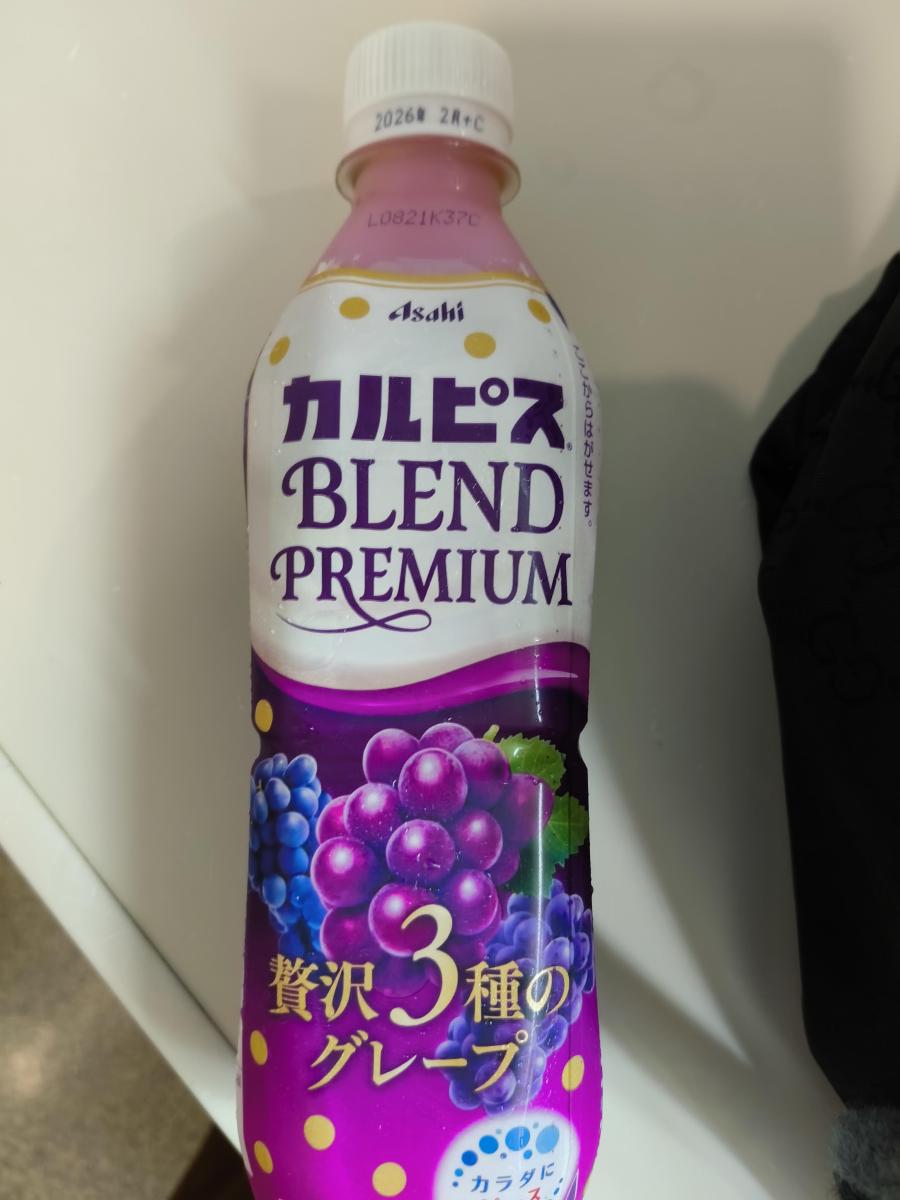 2026年 2月+C
L0821K37C
Asahi
カルピス®
BLEND
PREMIUM
ここからはがせます。
贅沢3種の
グレープ
カラダに